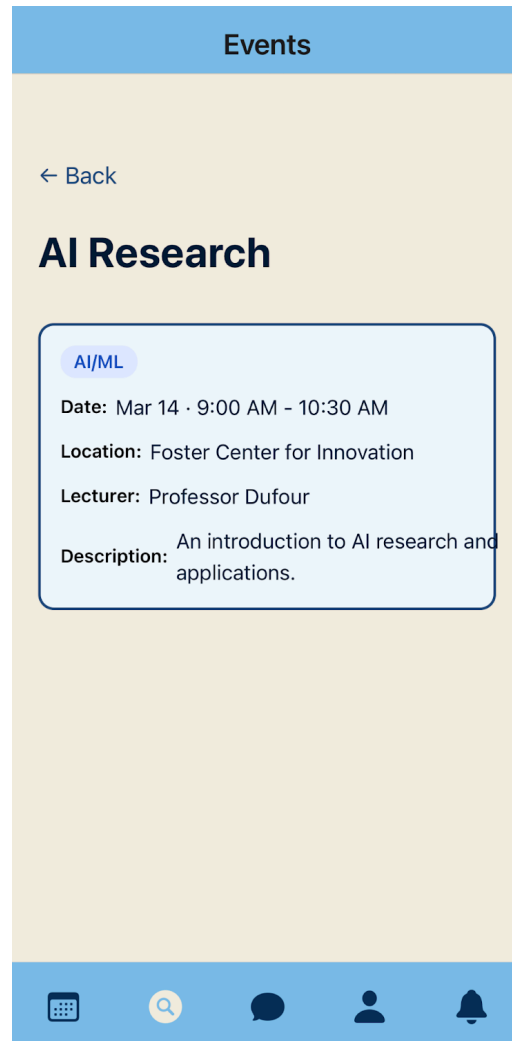 Events
← Back
AI Research
AI/ML
Date: Mar 14 · 9:00 AM - 10:30 AM
Location: Foster Center for Innovation
Lecturer: Professor Dufour
Description: An introduction to AI research and
applications.